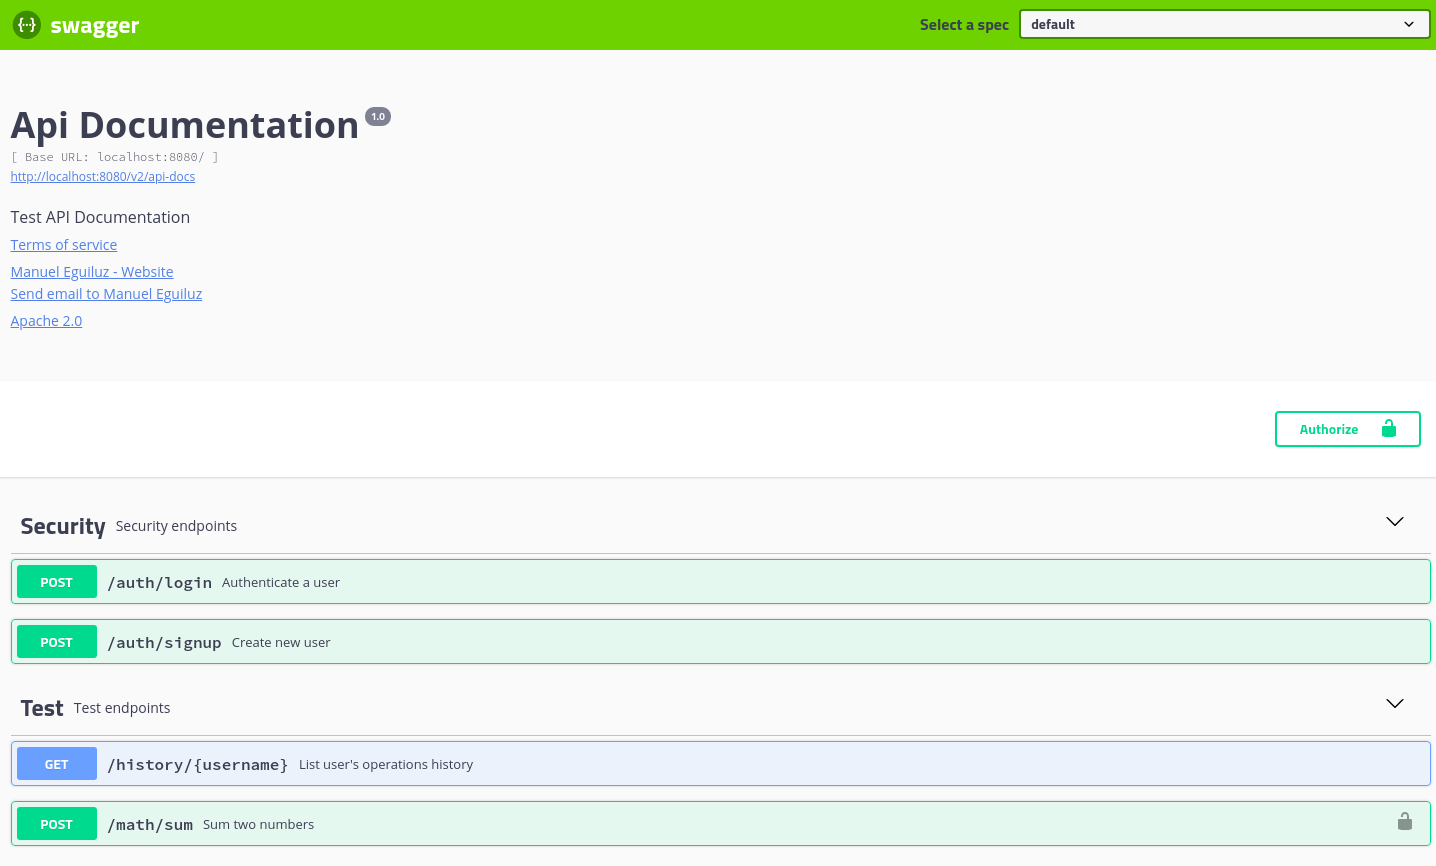 swagger
Select a spec default
Api Documentation 1.0
[ Base URL: localhost:8080/ ]
http://localhost:8080/v2/api-docs
Test API Documentation
Terms of service
Manuel Eguiluz - Website
Send email to Manuel Eguiluz
Apache 2.0
Authorize
Security Security endpoints
POST /auth/login Authenticate a user
POST /auth/signup Create new user
Test Test endpoints
GET /history/{username} List user's operations history
POST /math/sum Sum two numbers